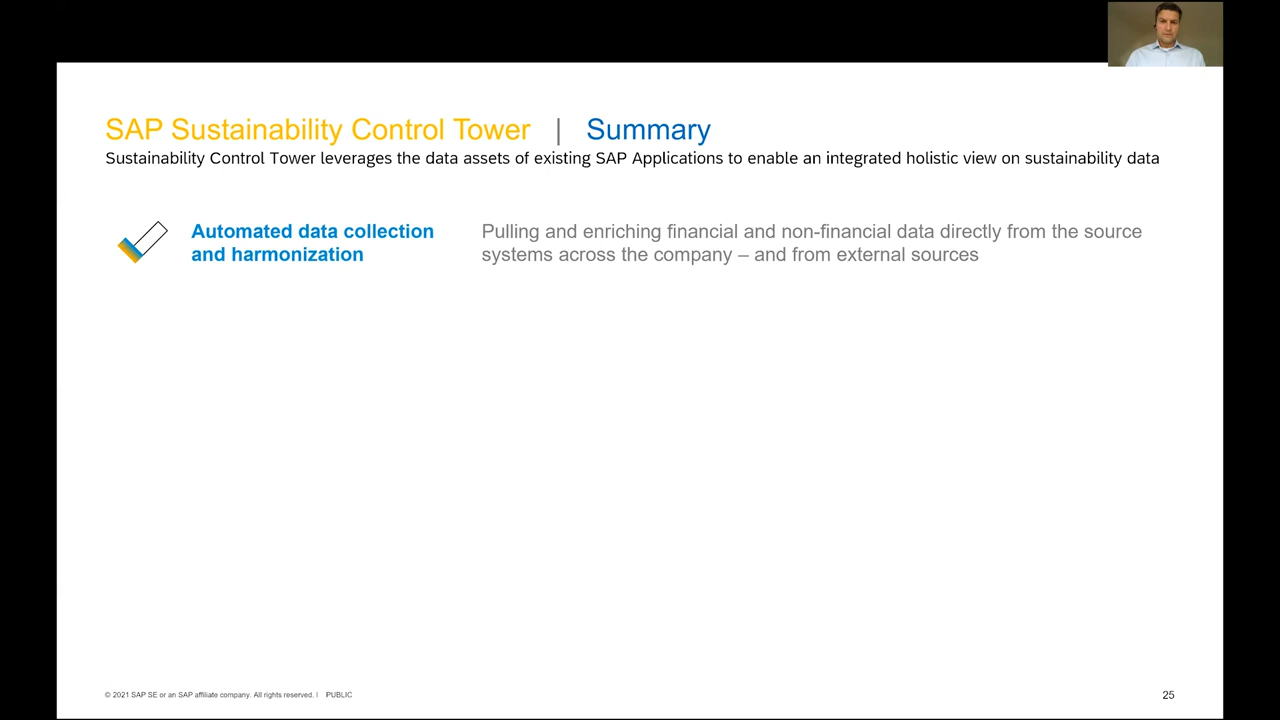 SAP Sustainability Control Tower | Summary
Sustainability Control Tower leverages the data assets of existing SAP Applications to enable an integrated holistic view on sustainability data
Automated data collection
and harmonization
Pulling and enriching financial and non-financial data directly from the source
systems across the company – and from external sources
© 2021 SAP SE or an SAP affiliate company. All rights reserved. | PUBLIC
25